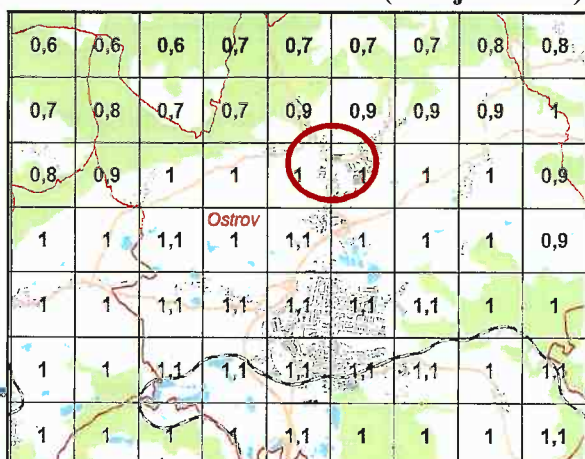 0,6 0,6 0,6 0,7 0,7 0,7 0,7 0,8 0,8
0,7 0,8 0,7 0,7 0,9 0,9 0,9 0,9 1
0,8 0,9 1 1 1 1 1 1 0,9
Ostrov
1 1 1,1 1 1,1 1 1 1 0,9
1 1 1,1 1,1 1,1 1,1 1,1 1 1
1 1 1,1 1,1 1,1 1,1 1,1 1 1,1
1 1 1 1 1,1 1 1 1 1,1